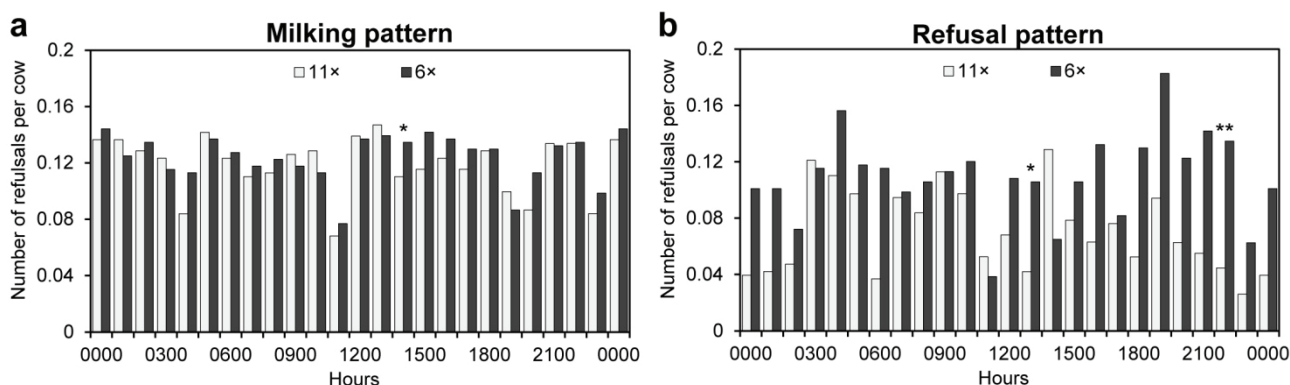 a
Milking pattern
Number of refulsals per cow
0.2
0.16
0.12
0.08
0.04
0
11×
6×
*
0000 0300 0600 0900 1200 1500 1800 2100 0000
Hours
b
Refusal pattern
Number of refulsals per cow
0.2
0.16
0.12
0.08
0.04
0
11×
6×
*
**
0000 0300 0600 0900 1200 1500 1800 2100 0000
Hours